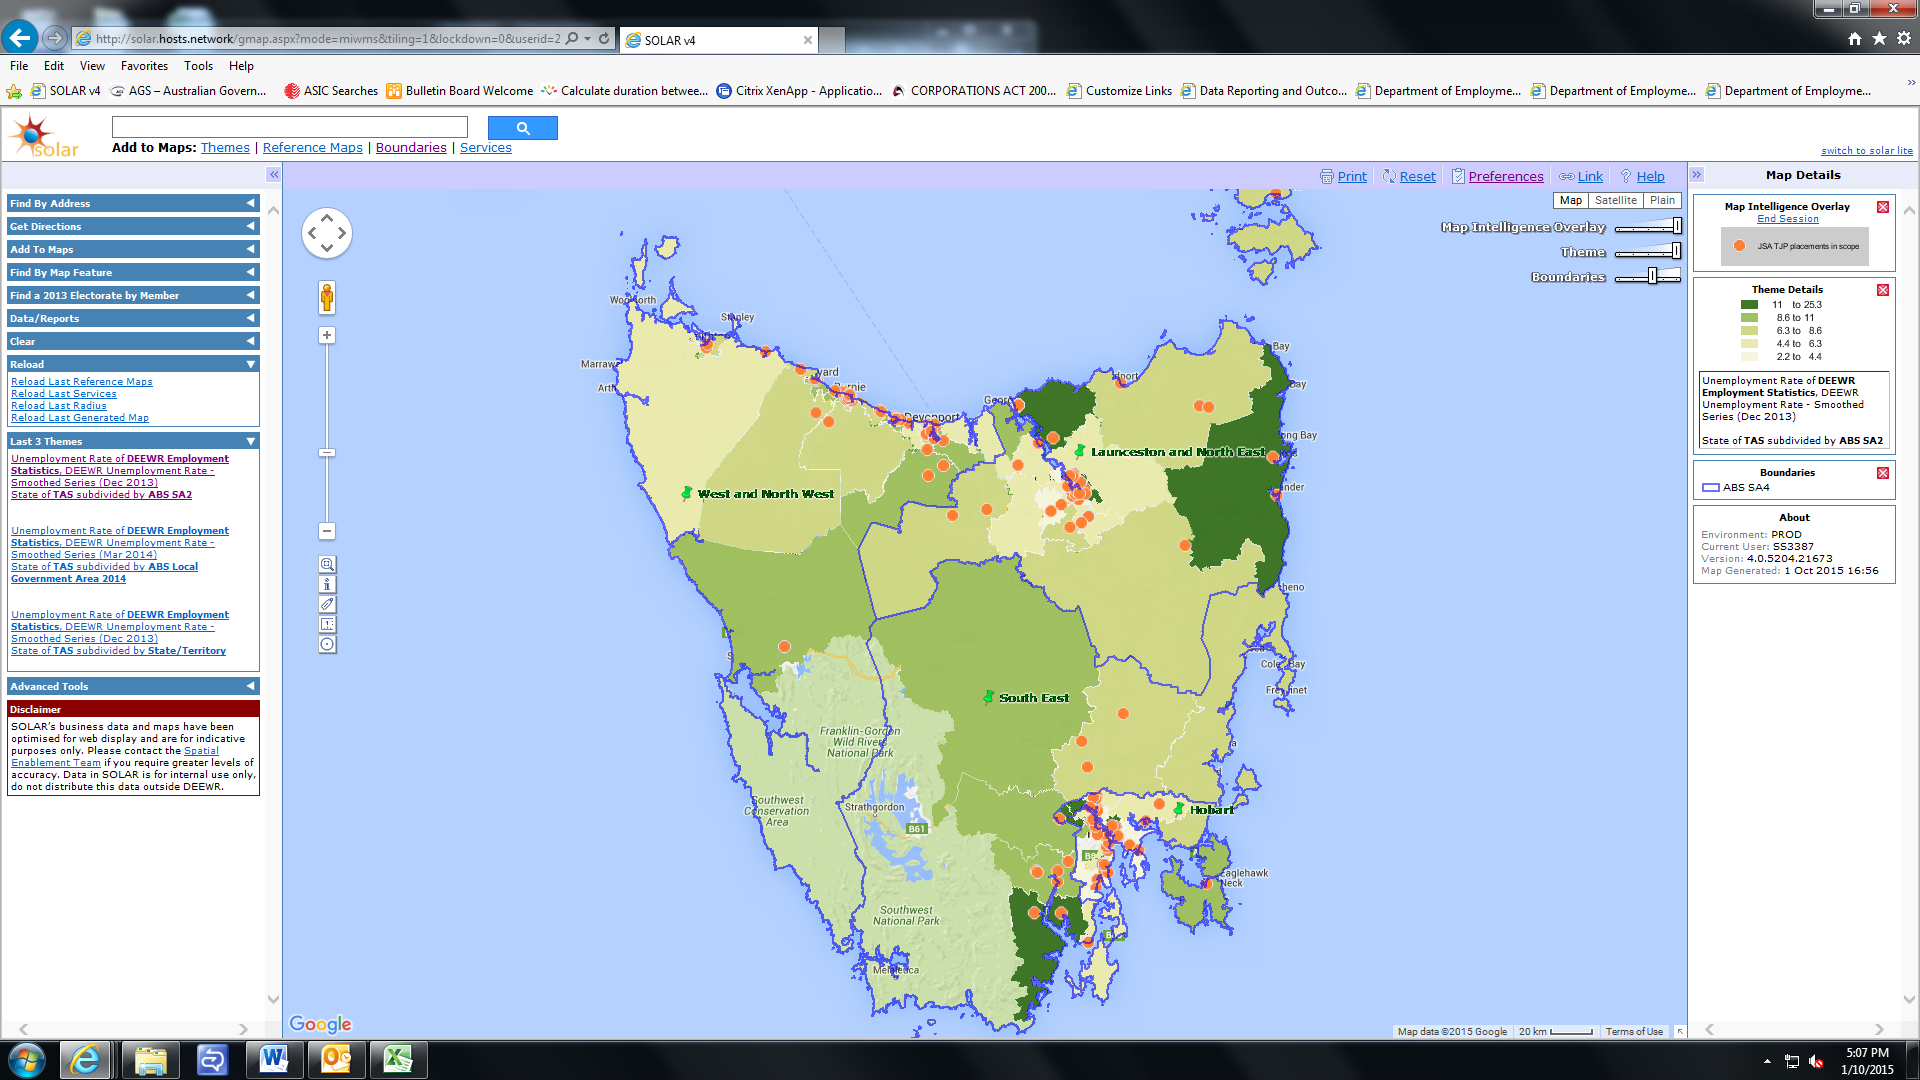 http://solar.hosts.network/gmap.aspx?mode=miwms&tiling=1&lockdown=0&userid=2
SOLAR v4
File Edit View Favorites Tools Help
SOLAR v4
AGS – Australian Govern...
ASIC Searches
Bulletin Board Welcome
Calculate duration betwee...
Citrix XenApp - Applicatio...
CORPORATIONS ACT 200...
Customize Links
Data Reporting and Outco...
Department of Employme...
Department of Employme...
Department of Employme...
solar
Add to Maps: Themes | Reference Maps | Boundaries | Services
switch to solar lite
Print Reset Preferences Link Help
Find By Address
Get Directions
Add To Maps
Find By Map Feature
Find a 2013 Electorate by Member
Data/Reports
Clear
Reload
Reload Last Reference Maps
Reload Last Services
Reload Last Radius
Reload Last Generated Map
Last 3 Themes
Unemployment Rate of DEEWR Employment
Statistics, DEEWR Unemployment Rate -
Smoothed Series (Dec 2013)
State of TAS subdivided by ABS SA2
Unemployment Rate of DEEWR Employment
Statistics, DEEWR Unemployment Rate -
Smoothed Series (Mar 2014)
State of TAS subdivided by ABS Local
Government Area 2014
Unemployment Rate of DEEWR Employment
Statistics, DEEWR Unemployment Rate -
Smoothed Series (Dec 2013)
State of TAS subdivided by State/Territory
Advanced Tools
Disclaimer
SOLAR's business data and maps have been
optimised for web display and are for indicative
purposes only. Please contact the Spatial
Enablement Team if you require greater levels of
accuracy. Data in SOLAR is for internal use only,
do not distribute this data outside DEEWR.
Map Satellite Plain
Map Intelligence Overlay
Theme
Boundaries
Stanley
Marraw
Arth
Devonport
Bay
Bay
Launceston and North East
West and North West
South East
Hobart
Franklin-Gordon
Wild Rivers
National Park
Southwest
Conservation
Area
Strathgordon
B61
Southwest
National Park
Melaleuca
Eaglehawk
Neck
Google
Map data ©2015 Google
20 km
Terms of Use
Map Details
Map Intelligence Overlay
End Session
JSA TJP placements in scope
Theme Details
11 to 25.3
8.6 to 11
6.3 to 8.6
4.4 to 6.3
2.2 to 4.4
Unemployment Rate of DEEWR
Employment Statistics, DEEWR
Unemployment Rate - Smoothed
Series (Dec 2013)
State of TAS subdivided by ABS SA2
Boundaries
ABS SA4
About
Environment: PROD
Current User: SS3387
Version: 4.0.5204.21673
Map Generated: 1 Oct 2015 16:56
5:07 PM
1/10/2015